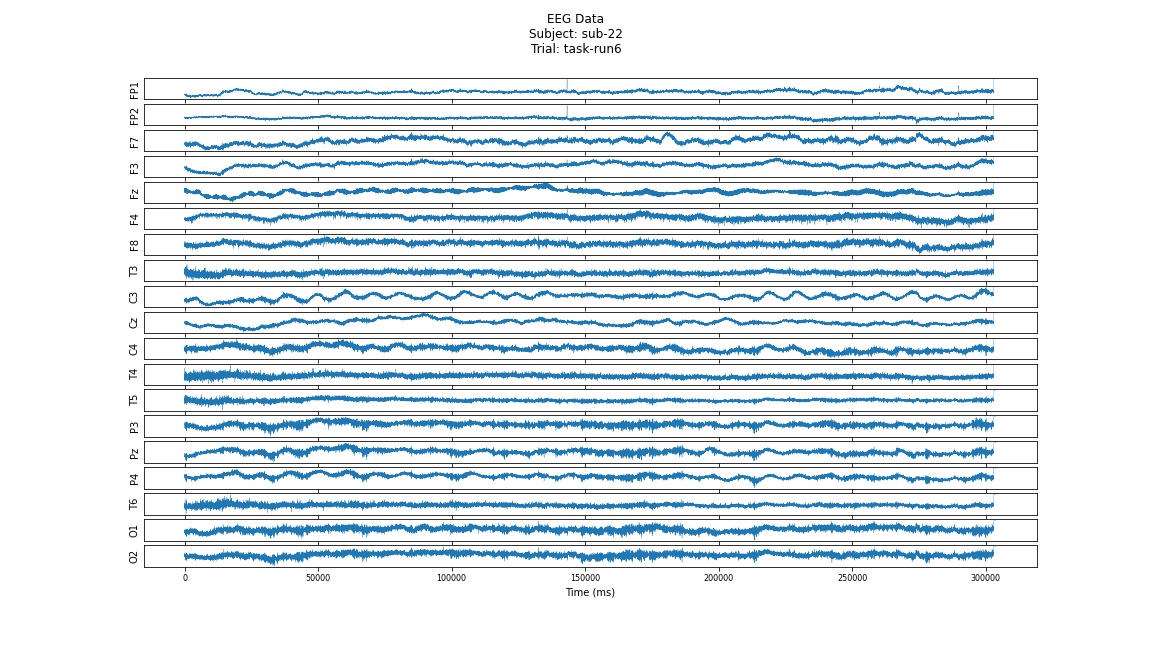 EEG Data
Subject: sub-22
Trial: task-run6
FP1
FP2
F7
F3
Fz
F4
F8
T3
C3
Cz
C4
T4
T5
P3
Pz
P4
T6
O1
O2
0 50000 100000 150000 200000 250000 300000
Time (ms)